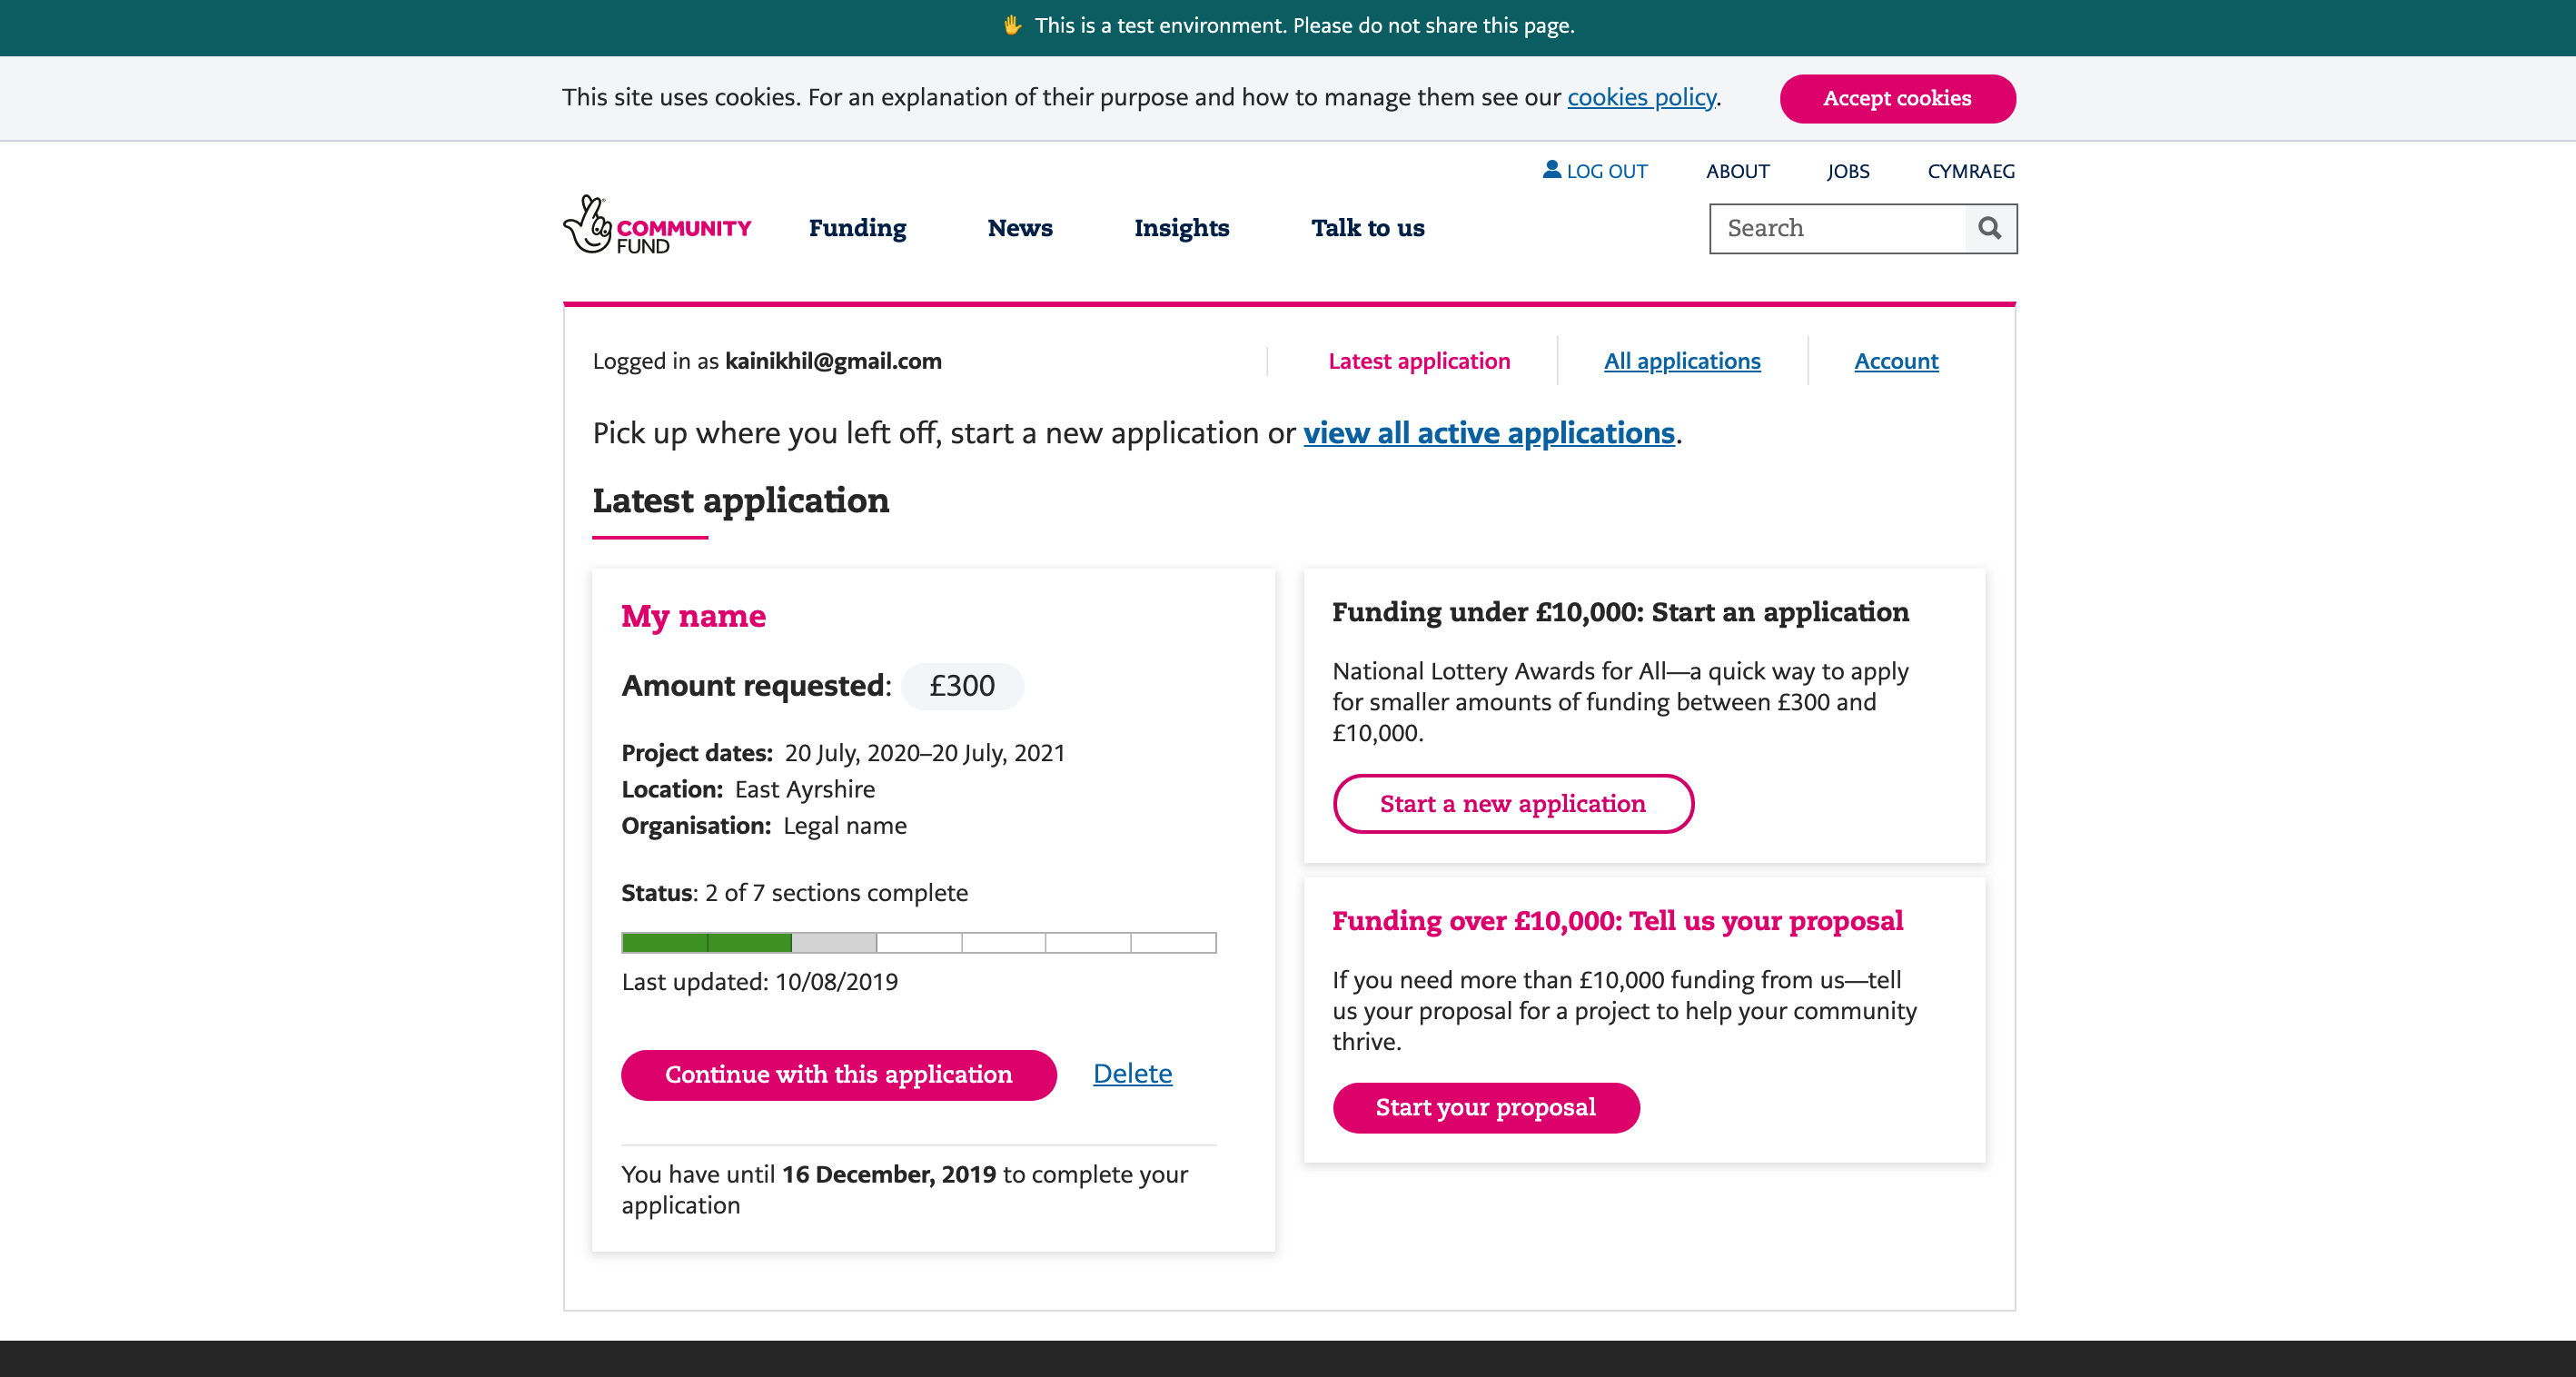 This is a test environment. Please do not share this page.
This site uses cookies. For an explanation of their purpose and how to manage them see our cookies policy.
Accept cookies
LOG OUT
ABOUT
JOBS
CYMRAEG
COMMUNITY
FUND
Funding
News
Insights
Talk to us
Search
Logged in as kainikhil@gmail.com
Latest application
All applications
Account
Pick up where you left off, start a new application or view all active applications.
Latest application
My name
Amount requested: £300
Project dates: 20 July, 2020–20 July, 2021
Location: East Ayrshire
Organisation: Legal name
Status: 2 of 7 sections complete
Last updated: 10/08/2019
Continue with this application
Delete
You have until 16 December, 2019 to complete your
application
Funding under £10,000: Start an application
National Lottery Awards for All—a quick way to apply
for smaller amounts of funding between £300 and
£10,000.
Start a new application
Funding over £10,000: Tell us your proposal
If you need more than £10,000 funding from us—tell
us your proposal for a project to help your community
thrive.
Start your proposal